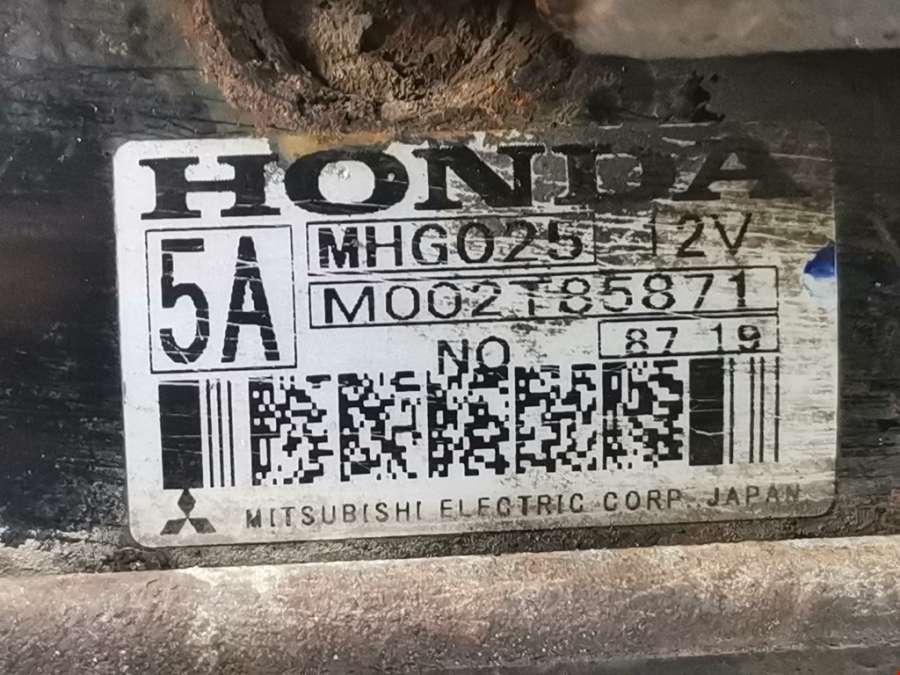 HONDA
5A
MHG025 12V
M002T85871
NO 87 19
MITSUBISHI ELECTRIC CORP. JAPAN